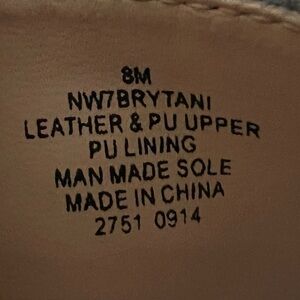 8M
NW7BRYTANI
LEATHER & PU UPPER
PU LINING
MAN MADE SOLE
MADE IN CHINA
2751 0914